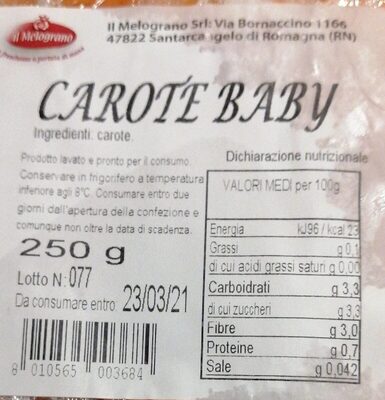 il Melograno
Il Melograno Srl: Via Bornaccino 1166
47822 Santarca gelo di Romagna (RN)
CAROTE BABY
Ingredienti: carote.
Prodotto lavato e pronto per il consumo.
Conservare in frigorifero a temperatura
inferiore agli 8°C. Consumare entro due
giorni dall'apertura della confezione e
comunque non oltre la data di scadenza.
250 g
Lotto N: 077
Da consumare entro 23/03/21
8 010565 003684
Dichiarazione nutrizionale
VALORI MEDI per 100g
Energia kJ96 / kcal 23
Grassi g 0,1
di cui acidi grassi saturi g 0,00
Carboidrati g 3,3
di cui zuccheri g 3,3
Fibre g 3,0
Proteine g 0,7
Sale g 0,042